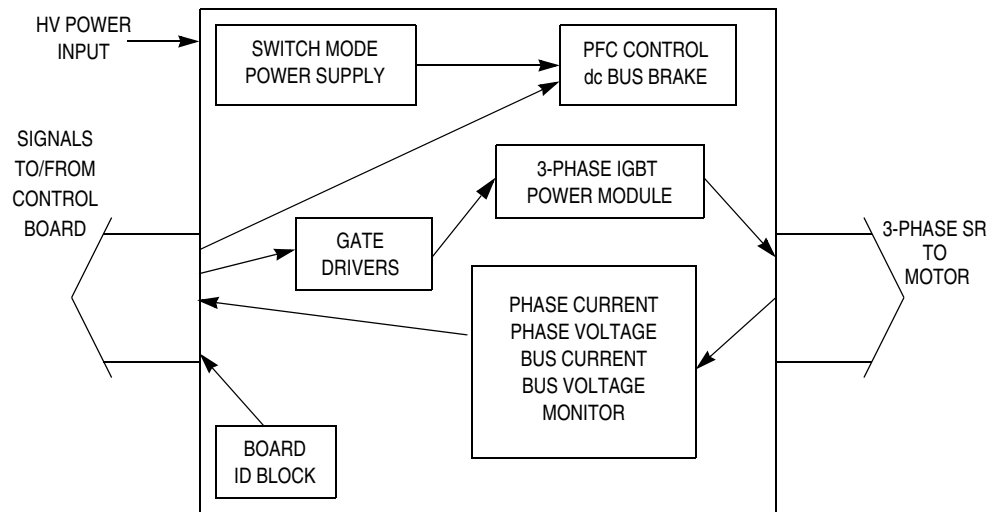 HV POWER
INPUT
SWITCH MODE
POWER SUPPLY
PFC CONTROL
dc BUS BRAKE
SIGNALS
TO/FROM
CONTROL
BOARD
3-PHASE IGBT
POWER MODULE
GATE
DRIVERS
3-PHASE SR
TO
MOTOR
PHASE CURRENT
PHASE VOLTAGE
BUS CURRENT
BUS VOLTAGE
MONITOR
BOARD
ID BLOCK